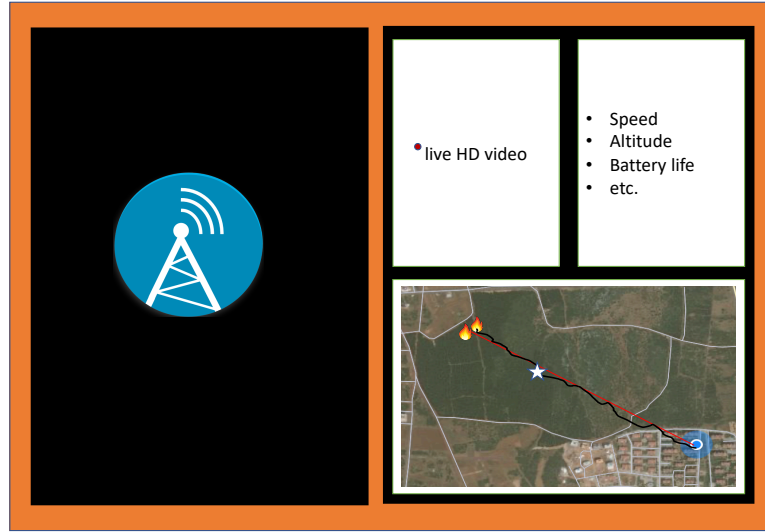 live HD video
• Speed
• Altitude
• Battery life
• etc.